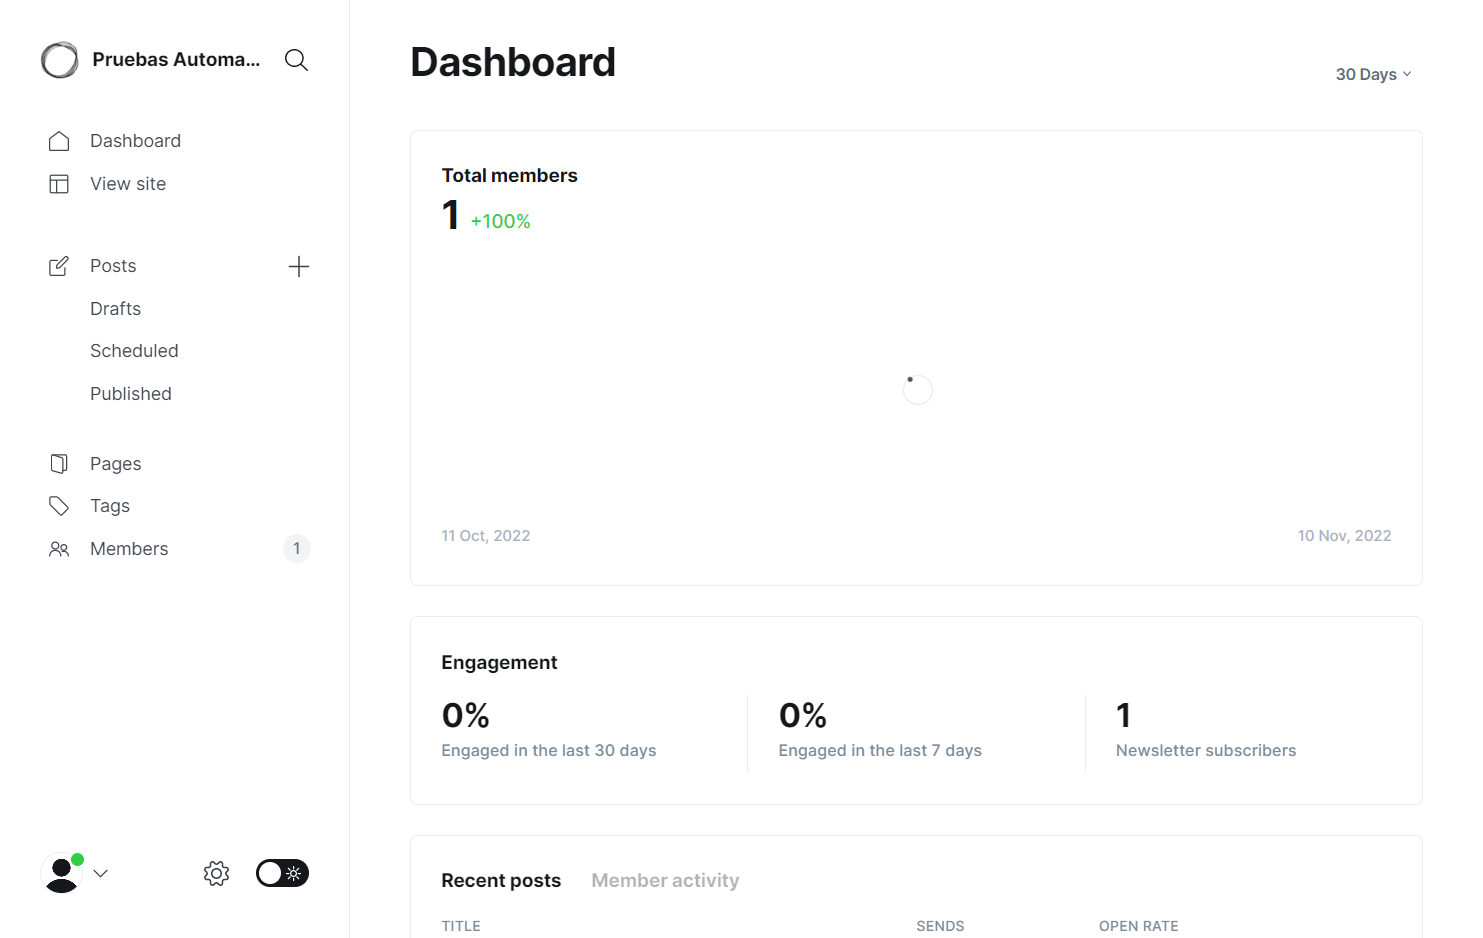 Pruebas Automa...
Dashboard
View site
Posts
Drafts
Scheduled
Published
Pages
Tags
Members
1
Dashboard
30 Days
Total members
1 +100%
11 Oct, 2022
10 Nov, 2022
Engagement
0%
Engaged in the last 30 days
0%
Engaged in the last 7 days
1
Newsletter subscribers
Recent posts
Member activity
TITLE
SENDS
OPEN RATE